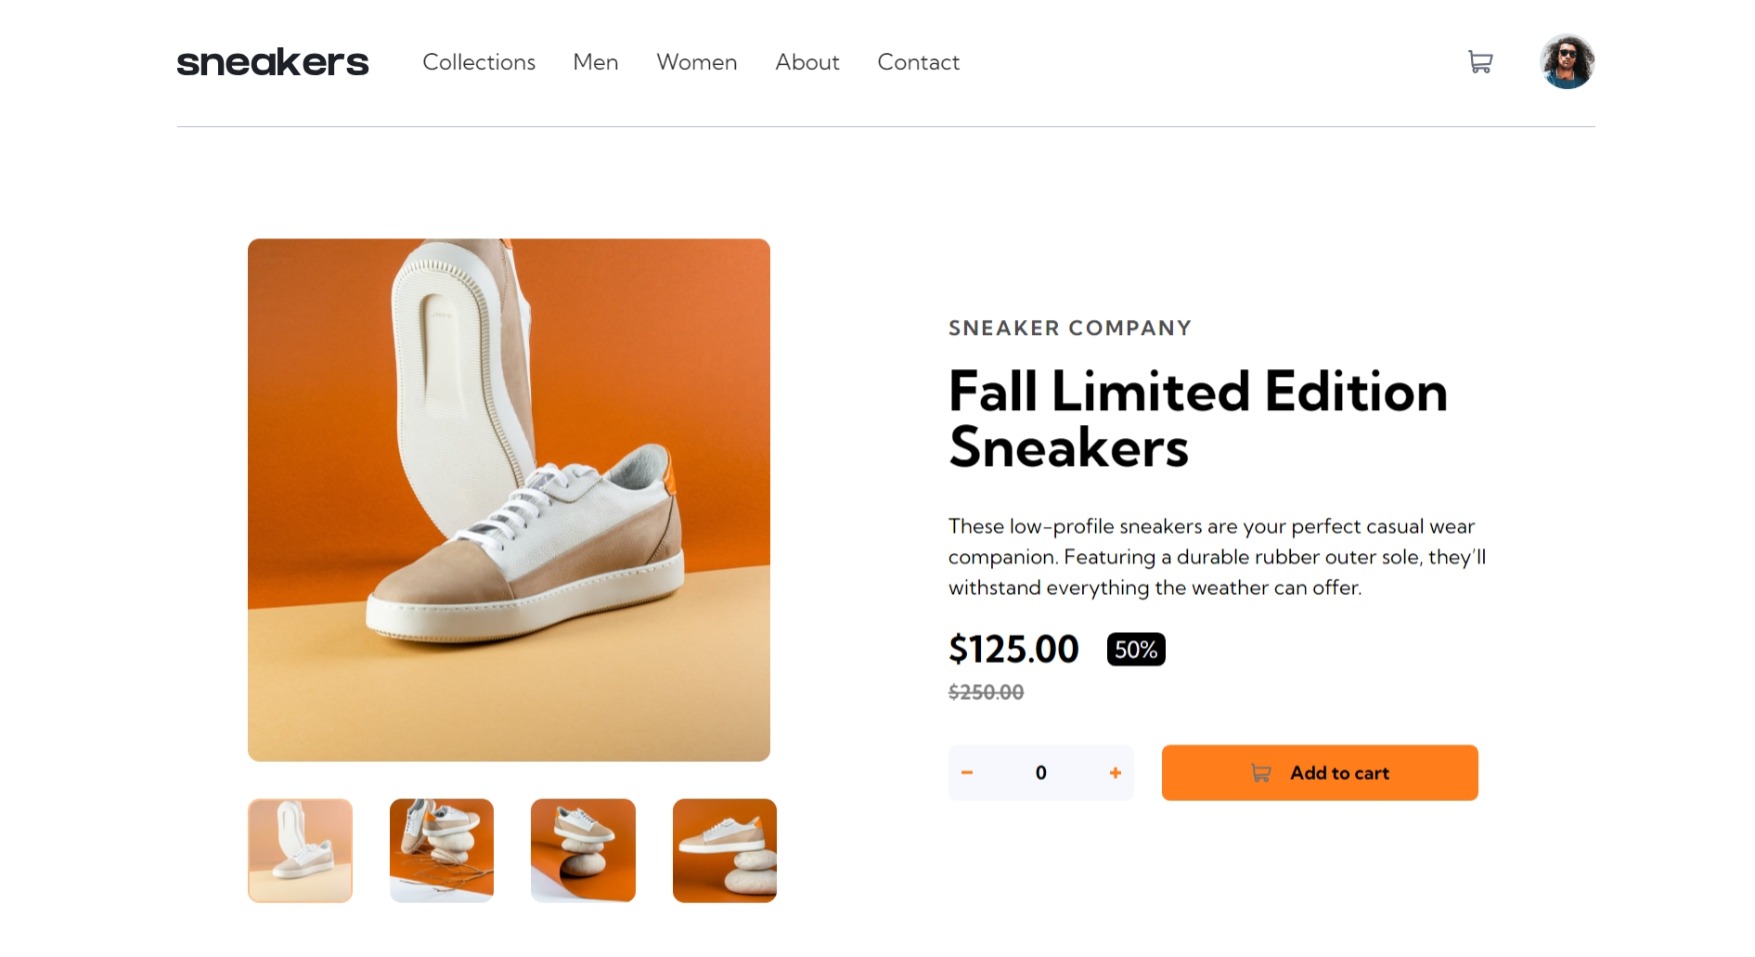 sneakers Collections Men Women About Contact
SNEAKER COMPANY
Fall Limited Edition
Sneakers
These low-profile sneakers are your perfect casual wear
companion. Featuring a durable rubber outer sole, they'll
withstand everything the weather can offer.
$125.00 50%
$250.00
− 0 + Add to cart